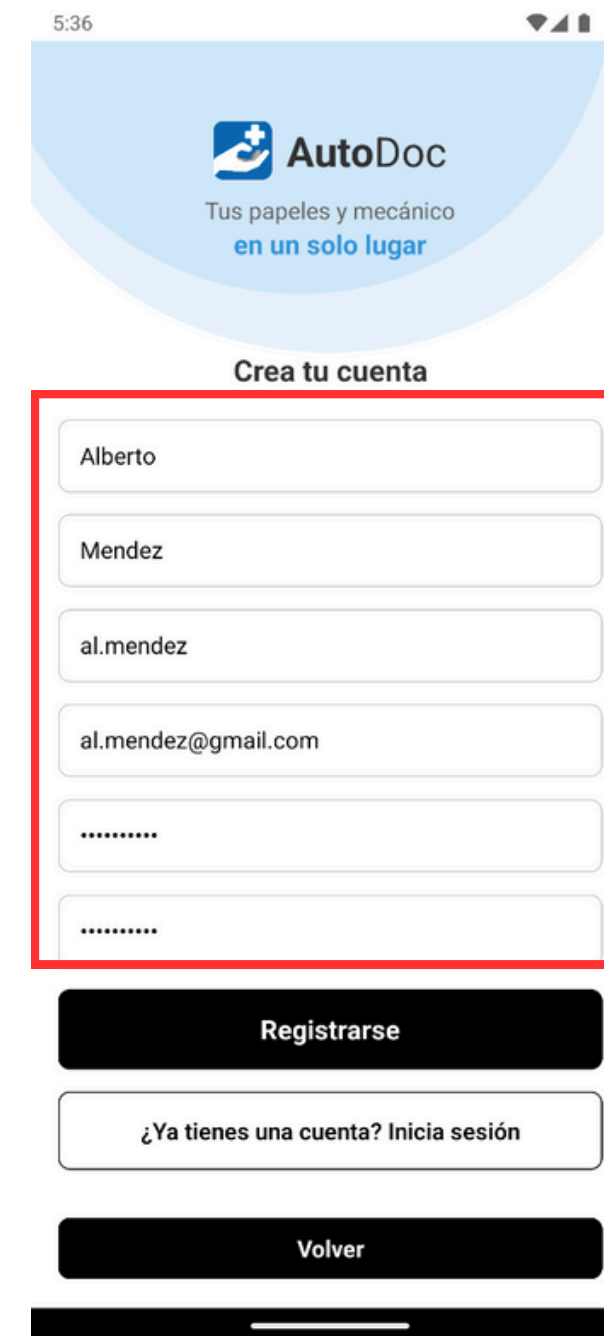 5:36
AutoDoc
Tus papeles y mecánico
en un solo lugar
Crea tu cuenta
Alberto
Mendez
al.mendez
al.mendez@gmail.com
••••••••••
••••••••••
Registrarse
¿Ya tienes una cuenta? Inicia sesión
Volver